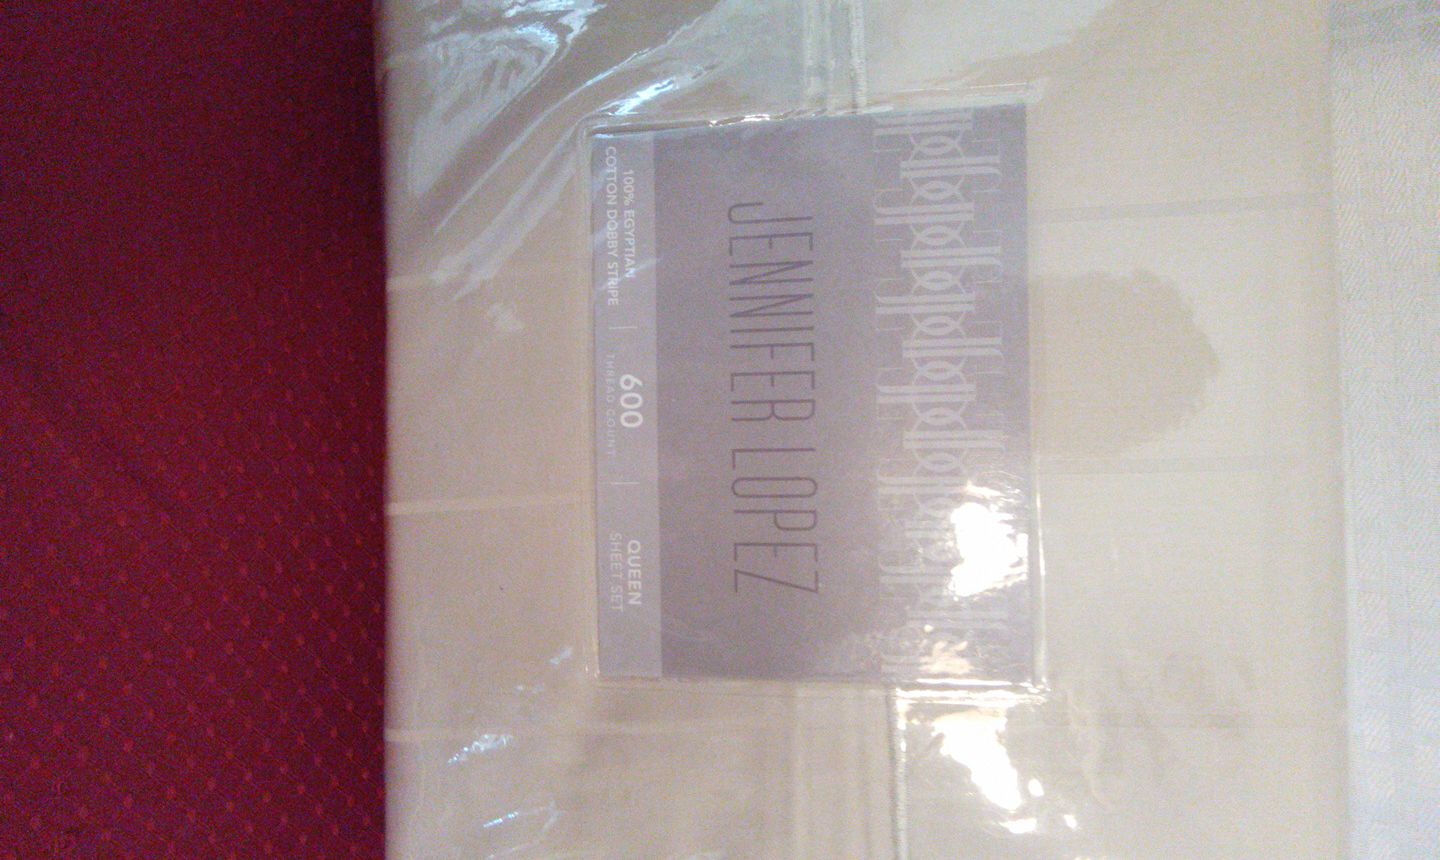 JENNIFER LOPEZ
100% EGYPTIAN
COTTON DOBBY STRIPE
600
THREAD COUNT
QUEEN
SHEET SET